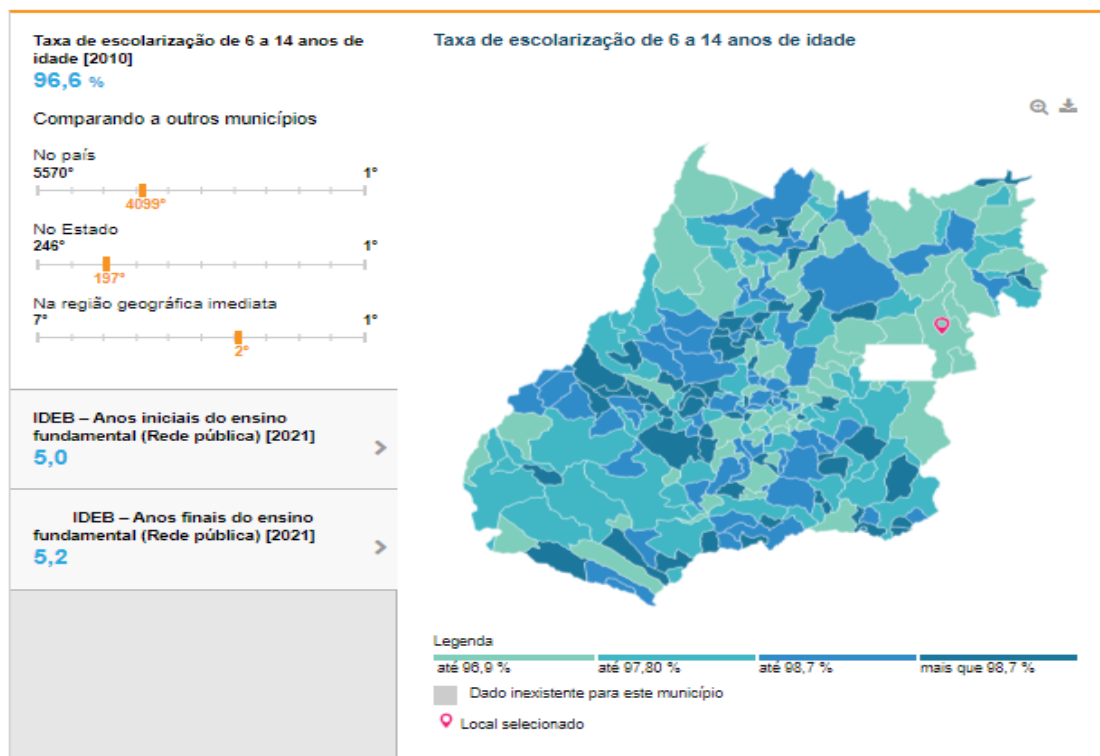 Taxa de escolarização de 6 a 14 anos de
idade [2010]
96,6 %
Comparando a outros municípios
No país
5570° 1°
4099°
No Estado
246° 1°
197°
Na região geográfica imediata
7° 1°
2°
IDEB – Anos iniciais do ensino
fundamental (Rede pública) [2021]
5,0
IDEB – Anos finais do ensino
fundamental (Rede pública) [2021]
5,2
Taxa de escolarização de 6 a 14 anos de idade
Legenda
até 96,9 % até 97,80 % até 98,7 % mais que 98,7 %
Dado inexistente para este município
Local selecionado